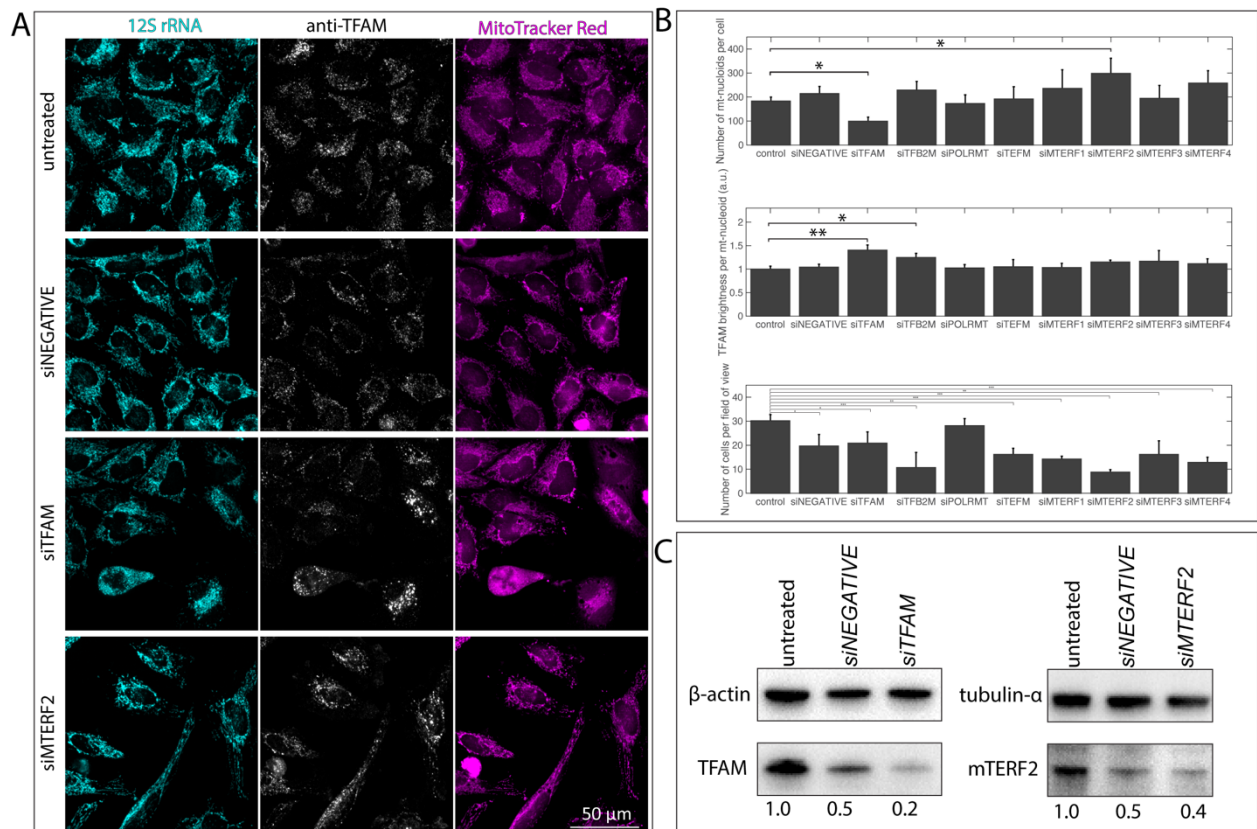 A
12S rRNA
anti-TFAM
MitoTracker Red
untreated
siNEGATIVE
siTFAM
siMTERF2
50 µm
B
Number of mt-nucloids per cell
400
300
200
100
0
*
*
control siNEGATIVE siTFAM siTFB2M siPOLRMT siTEFM siMTERF1 siMTERF2 siMTERF3 siMTERF4
TFAM brightness per mt-nucleoid (a.u.)
2
1.5
1
0.5
0
*
**
control siNEGATIVE siTFAM siTFB2M siPOLRMT siTEFM siMTERF1 siMTERF2 siMTERF3 siMTERF4
Number of cells per field of view
40
30
20
10
0
control siNEGATIVE siTFAM siTFB2M siPOLRMT siTEFM siMTERF1 siMTERF2 siMTERF3 siMTERF4
C
untreated
siNEGATIVE
siTFAM
β-actin
TFAM
1.0 0.5 0.2
untreated
siNEGATIVE
siMTERF2
tubulin-α
mTERF2
1.0 0.5 0.4